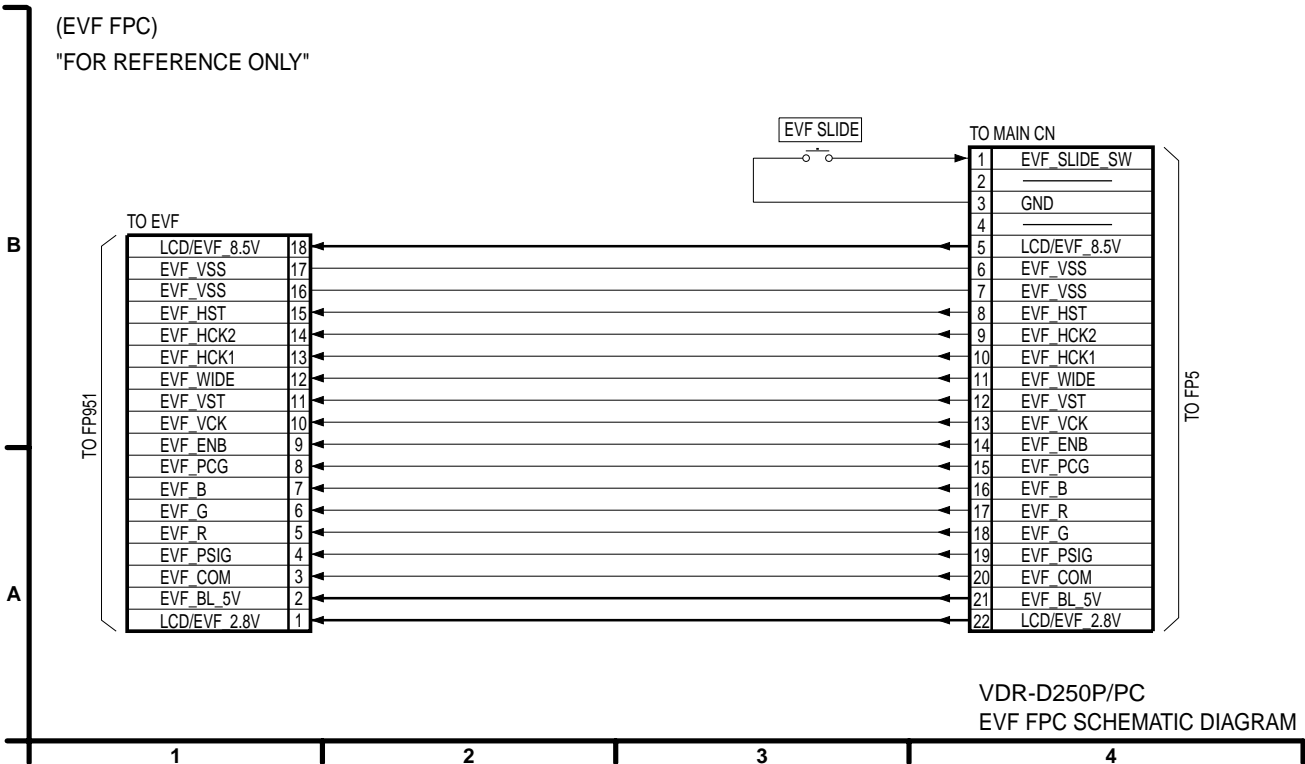 (EVF FPC)
"FOR REFERENCE ONLY"
EVF SLIDE
TO MAIN CN
1 EVF_SLIDE_SW
2
3 GND
4
5 LCD/EVF_8.5V
6 EVF_VSS
7 EVF_VSS
8 EVF_HST
9 EVF_HCK2
10 EVF_HCK1
11 EVF_WIDE
12 EVF_VST
13 EVF_VCK
14 EVF_ENB
15 EVF_PCG
16 EVF_B
17 EVF_R
18 EVF_G
19 EVF_PSIG
20 EVF_COM
21 EVF_BL_5V
22 LCD/EVF_2.8V
TO FP5
TO EVF
LCD/EVF_8.5V 18
EVF_VSS 17
EVF_VSS 16
EVF_HST 15
EVF_HCK2 14
EVF_HCK1 13
EVF_WIDE 12
EVF_VST 11
EVF_VCK 10
EVF_ENB 9
EVF_PCG 8
EVF_B 7
EVF_G 6
EVF_R 5
EVF_PSIG 4
EVF_COM 3
EVF_BL_5V 2
LCD/EVF_2.8V 1
TO FP951
B
A
VDR-D250P/PC
EVF FPC SCHEMATIC DIAGRAM
1 2 3 4